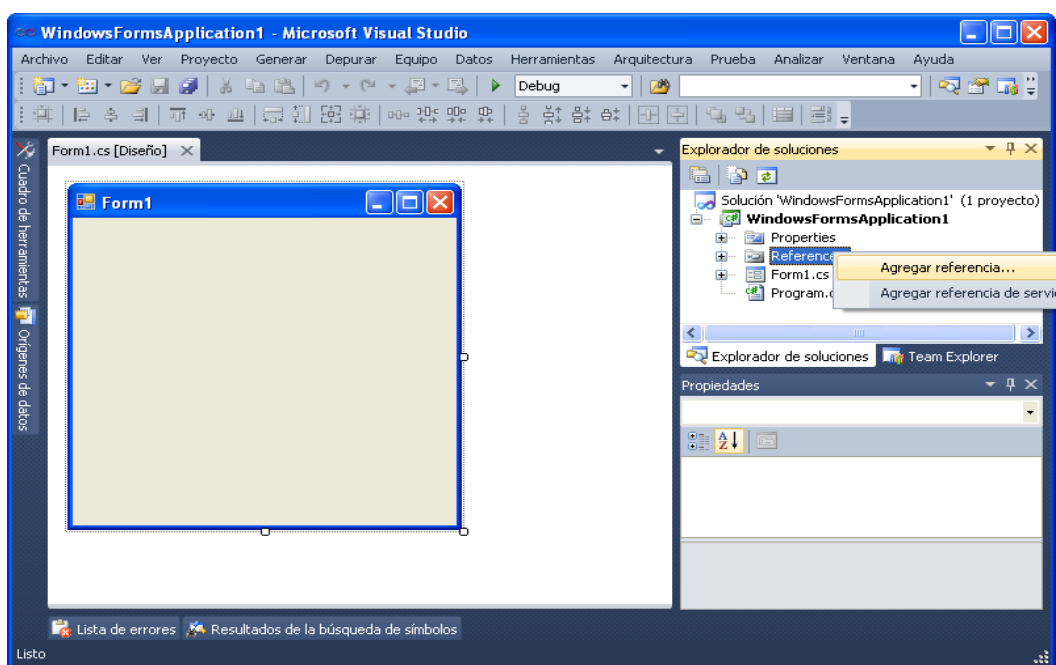 WindowsFormsApplication1 - Microsoft Visual Studio
Archivo Editar Ver Proyecto Generar Depurar Equipo Datos Herramientas Arquitectura Prueba Analizar Ventana Ayuda
Debug
Form1.cs [Diseño]
Cuadro de herramientas
Orígenes de datos
Form1
Explorador de soluciones
Solución 'WindowsFormsApplication1' (1 proyecto)
WindowsFormsApplication1
Properties
Reference
Agregar referencia...
Form1.cs
Agregar referencia de servi
Program.
Explorador de soluciones Team Explorer
Propiedades
Lista de errores Resultados de la búsqueda de símbolos
Listo